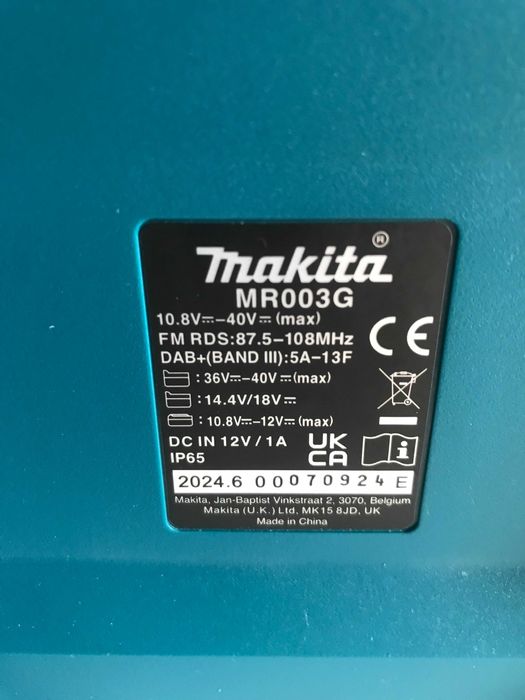 makita®
MR003G
10.8V⎓–40V⎓ (max)
FM RDS:87.5–108MHz
DAB+(BAND III):5A–13F
: 36V⎓–40V⎓(max)
: 14.4V/18V⎓
: 10.8V⎓–12V⎓ (max)
DC IN 12V / 1A
IP65
CE
UK
CA
i
2024.6 00070924 E
Makita, Jan-Baptist Vinkstraat 2, 3070, Belgium
Makita (U.K.) Ltd, MK15 8JD, UK
Made in China